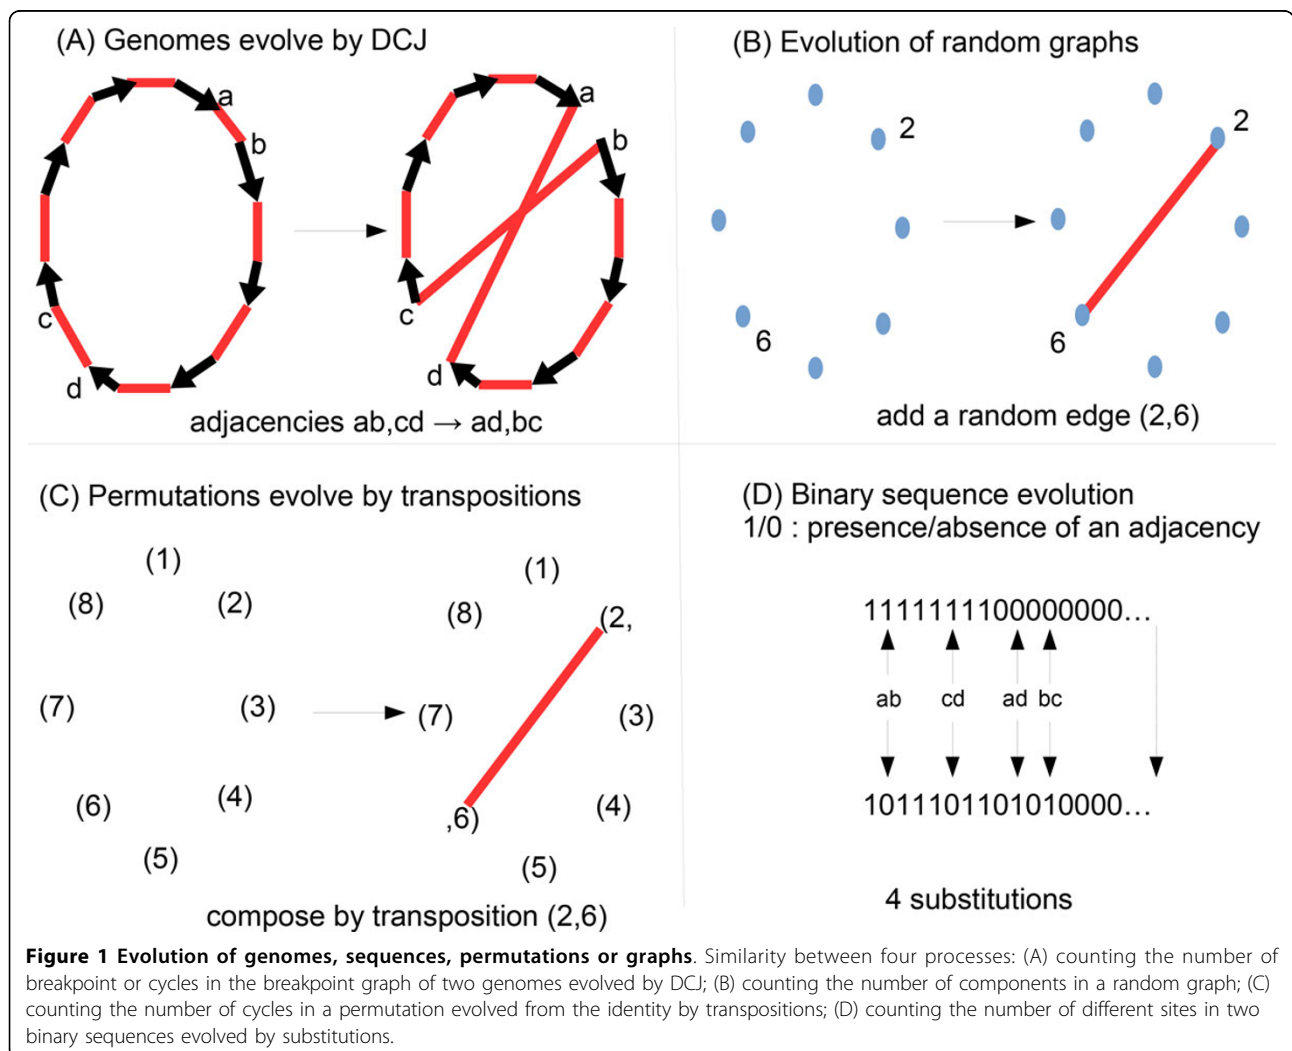 (A) Genomes evolve by DCJ
a
b
c
d
a
b
c
d
adjacencies ab,cd → ad,bc
(B) Evolution of random graphs
2
6
2
6
add a random edge (2,6)
(C) Permutations evolve by transpositions
(1)
(8)
(2)
(7)
(3)
(6)
(4)
(5)
(1)
(8)
(2,
(7)
(3)
,6)
(4)
(5)
compose by transposition (2,6)
(D) Binary sequence evolution
1/0 : presence/absence of an adjacency
1111111100000000...
ab cd ad bc
1011101101010000...
4 substitutions
Figure 1 Evolution of genomes, sequences, permutations or graphs. Similarity between four processes: (A) counting the number of
breakpoint or cycles in the breakpoint graph of two genomes evolved by DCJ; (B) counting the number of components in a random graph; (C)
counting the number of cycles in a permutation evolved from the identity by transpositions; (D) counting the number of different sites in two
binary sequences evolved by substitutions.